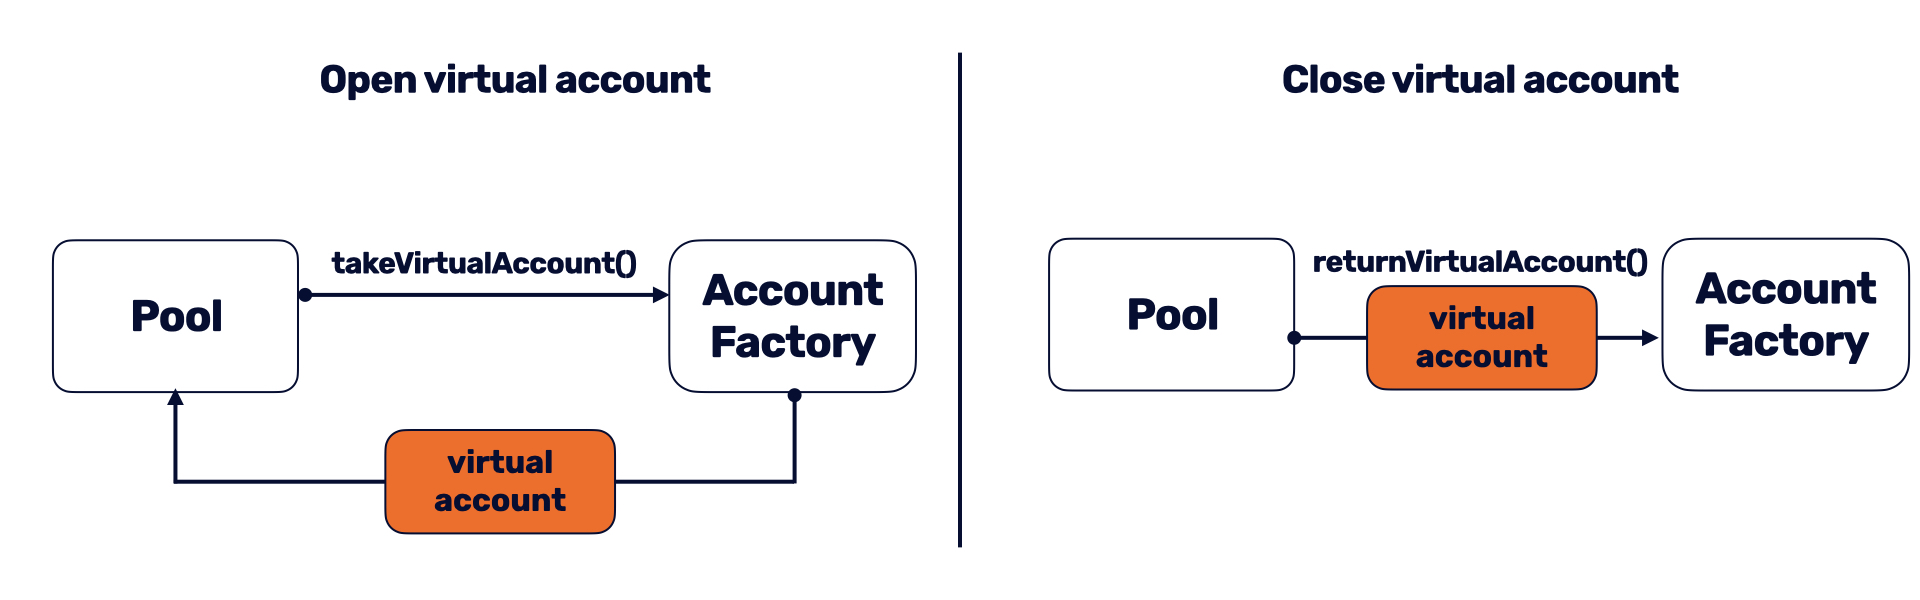 Open virtual account
takeVirtualAccount()
Pool
Account
Factory
virtual
account
Close virtual account
returnVirtualAccount()
Pool
virtual
account
Account
Factory